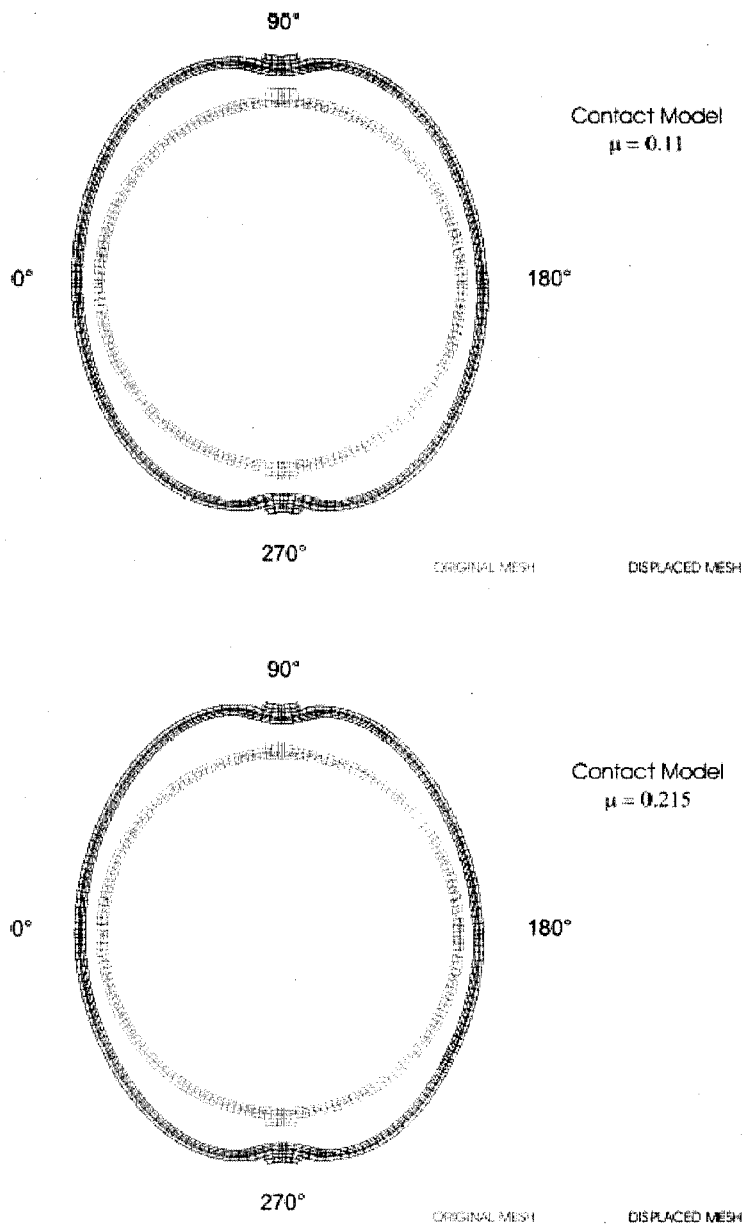 90°
Contact Model
μ = 0.11
0°
180°
270°
ORIGINAL MESH
DISPLACED MESH
90°
Contact Model
μ = 0.215
0°
180°
270°
ORIGINAL MESH
DISPLACED MESH